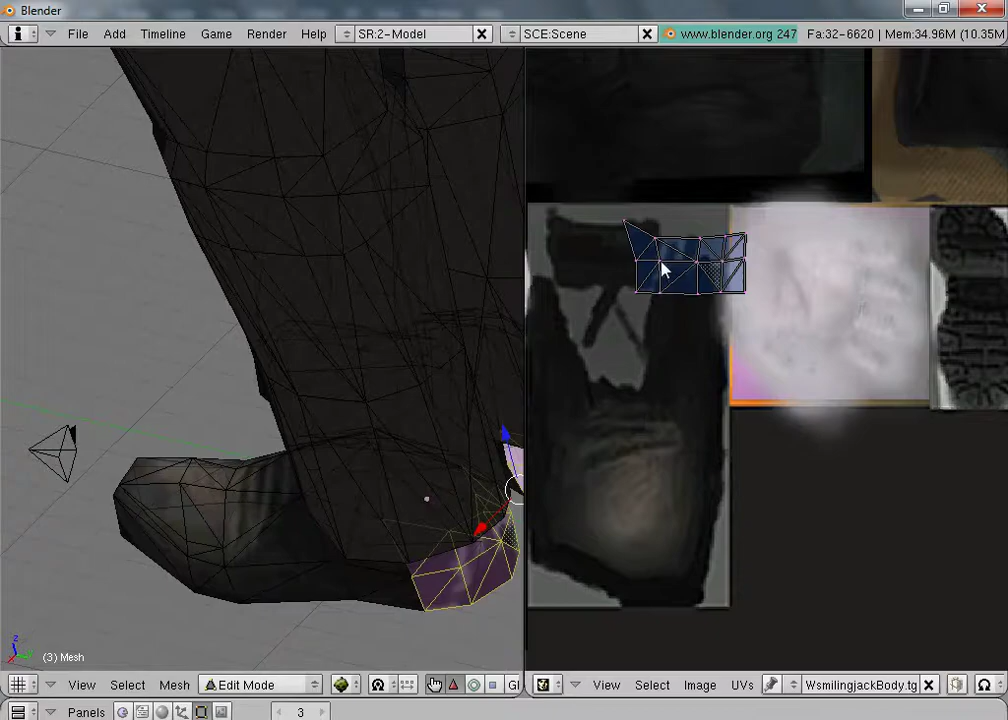 Blender
File Add Timeline Game Render Help SR:2-Model SCE:Scene www.blender.org 247 Fa:32-6620 | Mem:34.96M (10.35M
z
x
(3) Mesh
View Select Mesh Edit Mode Gl
View Select Image UVs WsmilingjackBody.tg
Panels 3